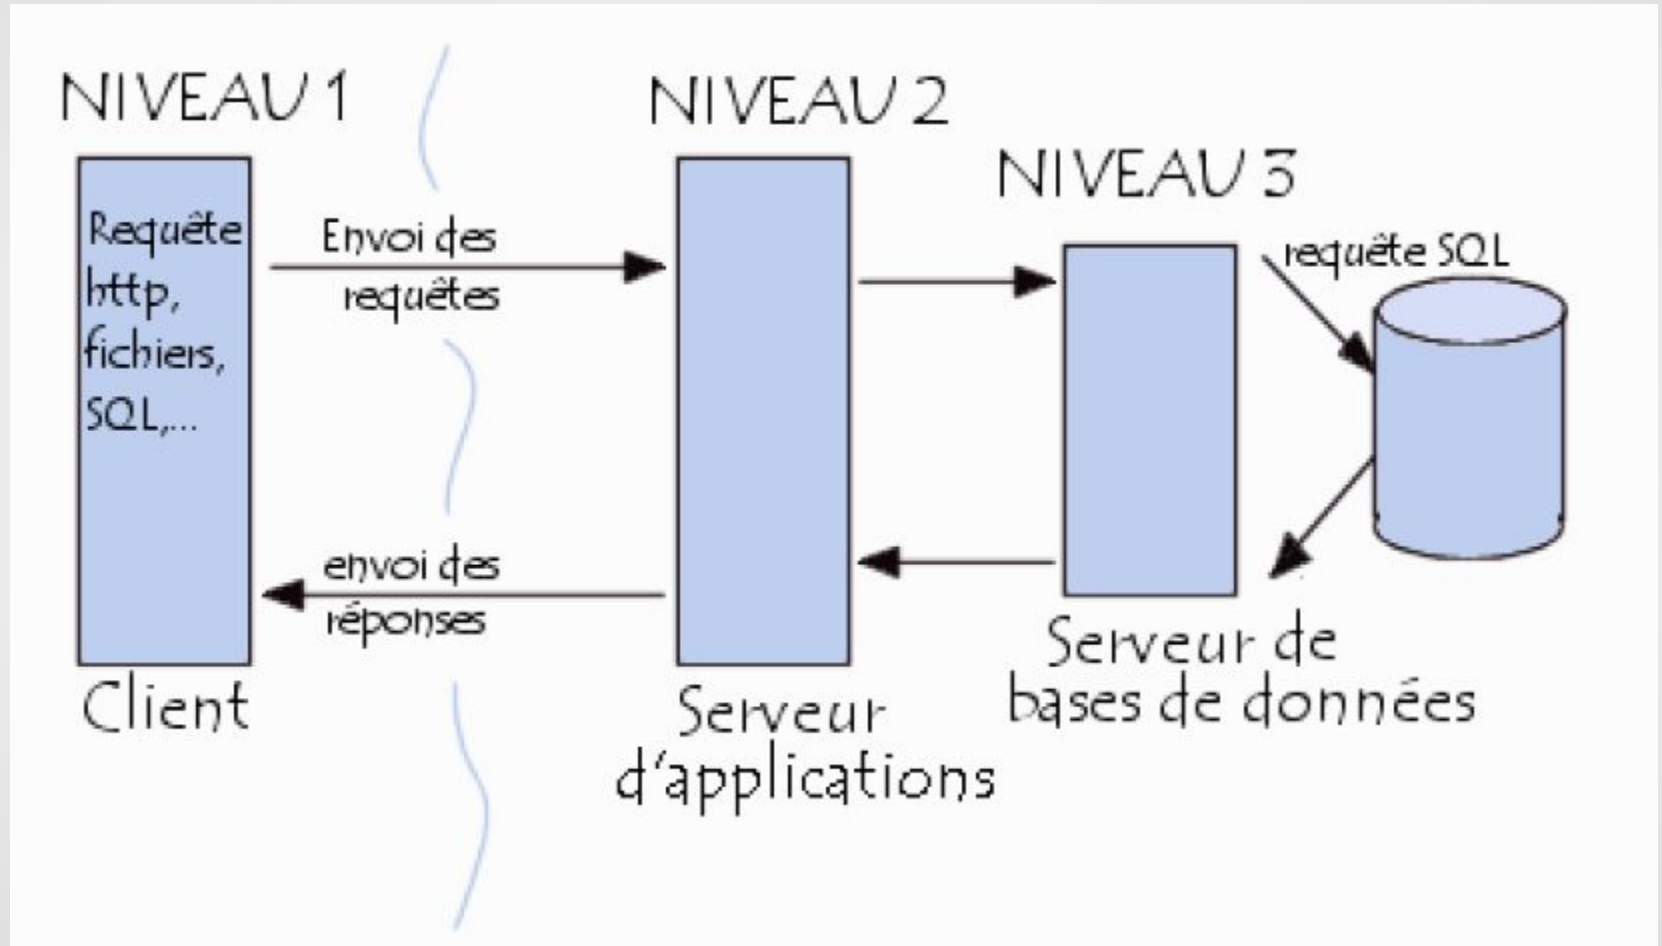 NIVEAU 1
NIVEAU 2
NIVEAU 3
Requête
http,
fichiers,
SQL,...
Envoi des
requêtes
requête SQL
envoi des
réponses
Client
Serveur
d'applications
Serveur de
bases de données